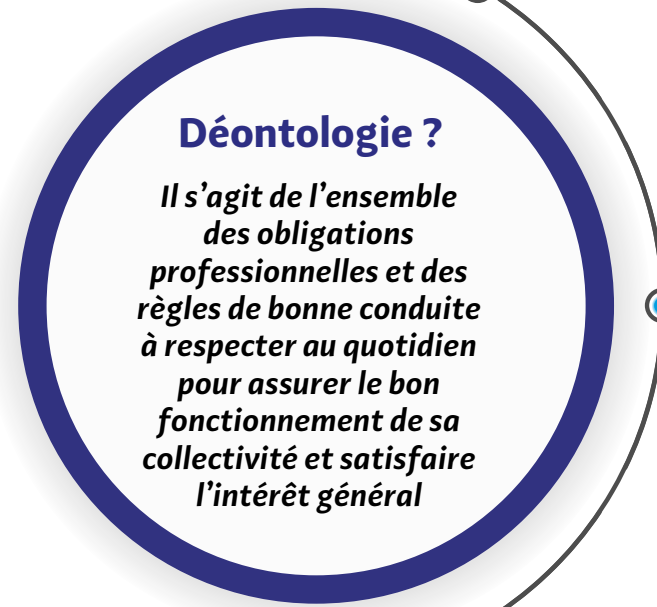 Déontologie ?
Il s’agit de l’ensemble
des obligations
professionnelles et des
règles de bonne conduite
à respecter au quotidien
pour assurer le bon
fonctionnement de sa
collectivité et satisfaire
l’intérêt général